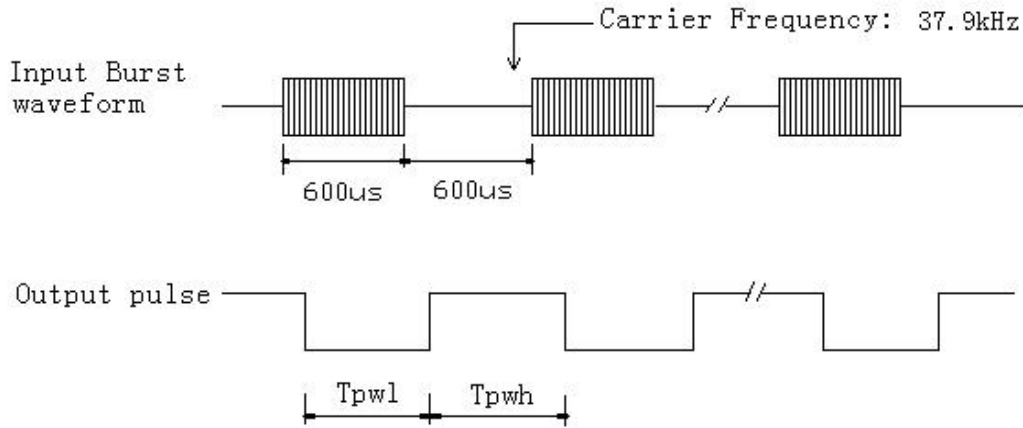 Carrier Frequency: 37.9kHz
Input Burst
waveform
600us
600us
Output pulse
Tpwl
Tpwh